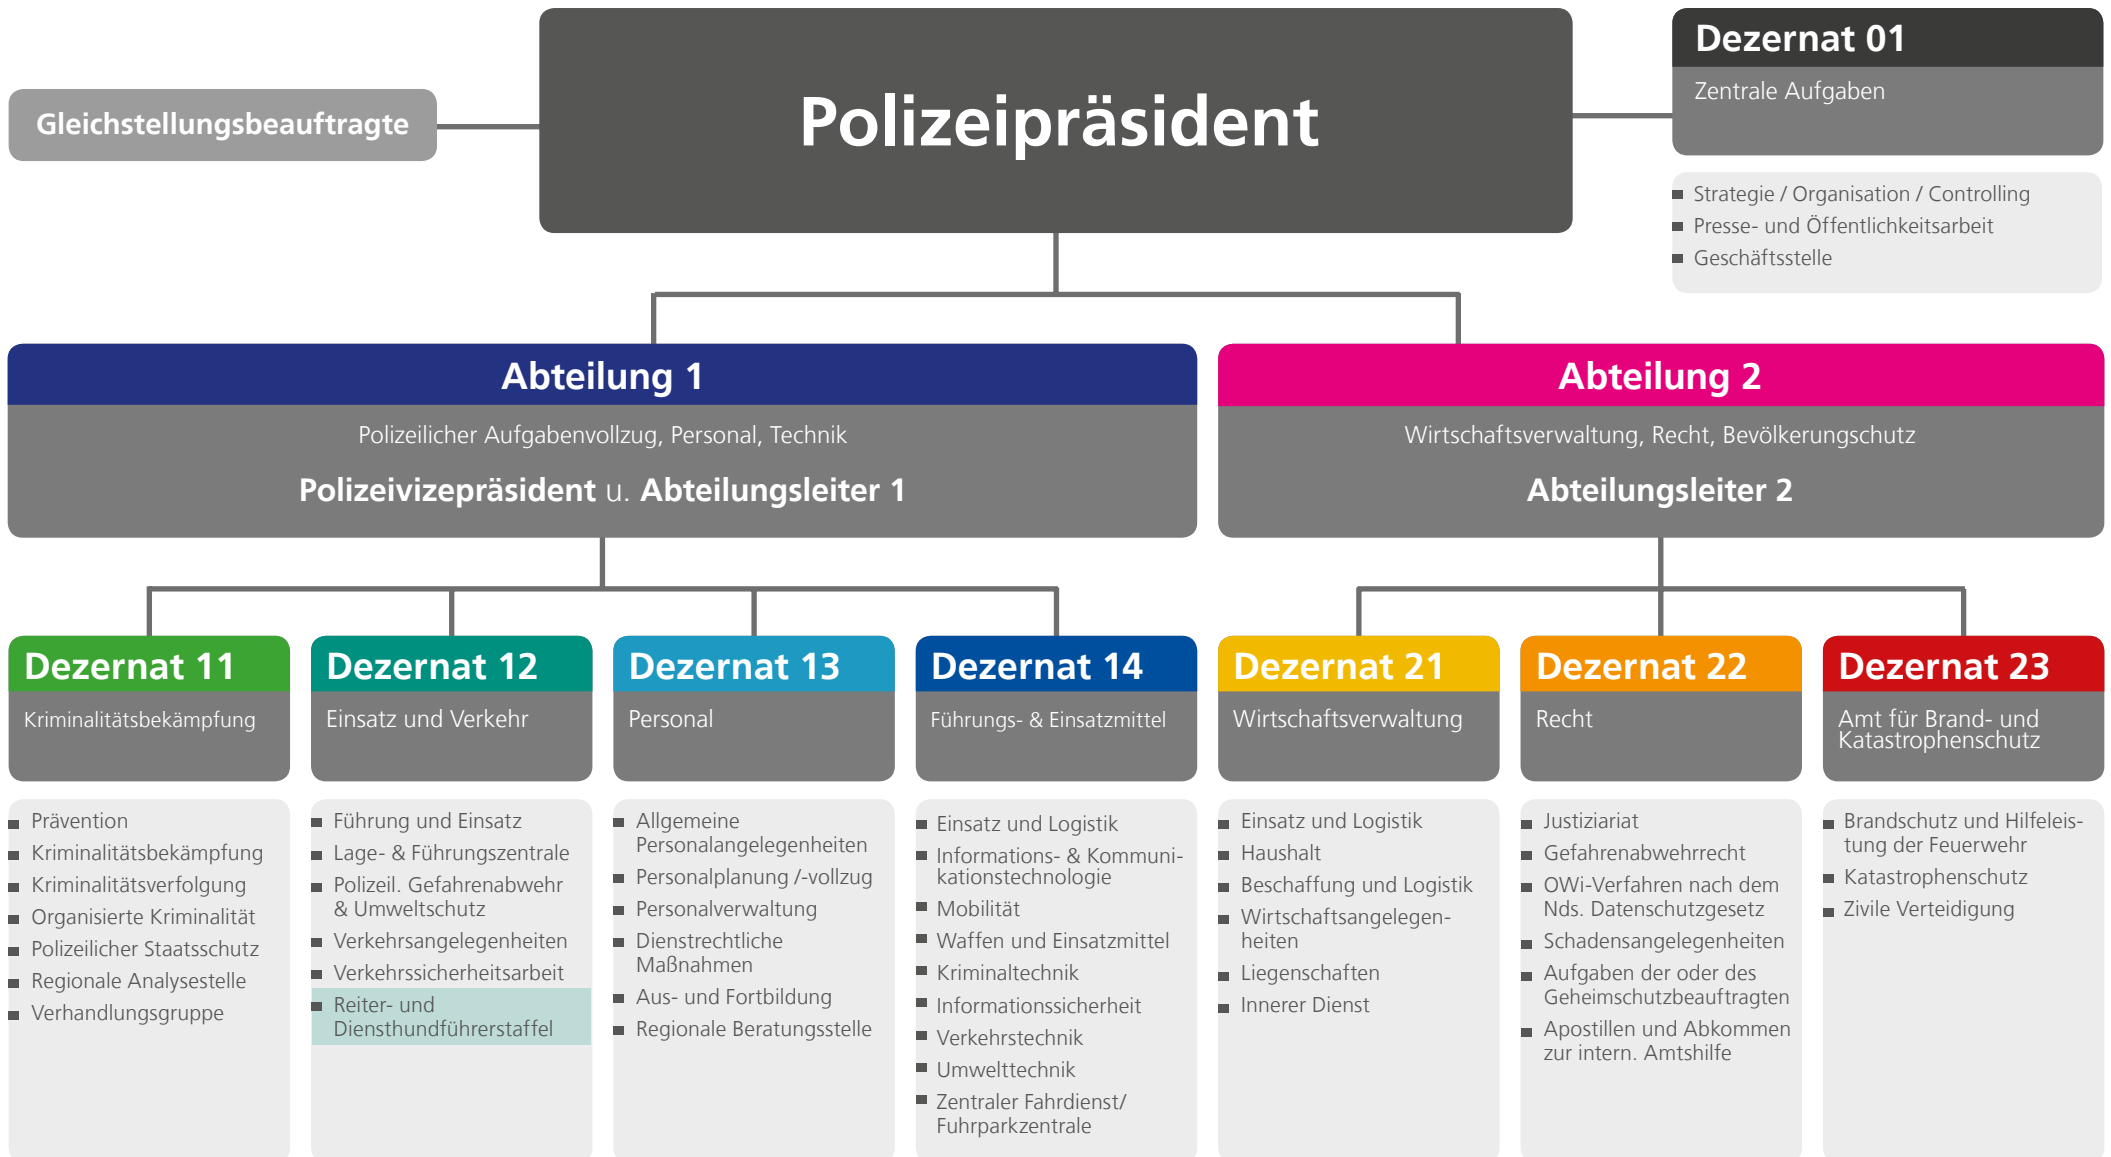 Gleichstellungsbeauftragte
Polizeipräsident
Dezernat 01
Zentrale Aufgaben
Strategie / Organisation / Controlling
Presse- und Öffentlichkeitsarbeit
Geschäftsstelle
Abteilung 1
Polizeilicher Aufgabenvollzug, Personal, Technik
Polizeivizepräsident u. Abteilungsleiter 1
Abteilung 2
Wirtschaftsverwaltung, Recht, Bevölkerungschutz
Abteilungsleiter 2
Dezernat 11
Kriminalitätsbekämpfung
Prävention
Kriminalitätsbekämpfung
Kriminalitätsverfolgung
Organisierte Kriminalität
Polizeilicher Staatsschutz
Regionale Analysestelle
Verhandlungsgruppe
Dezernat 12
Einsatz und Verkehr
Führung und Einsatz
Lage- & Führungszentrale
Polizeil. Gefahrenabwehr
& Umweltschutz
Verkehrsangelegenheiten
Verkehrssicherheitsarbeit
Reiter- und
Diensthundführerstaffel
Dezernat 13
Personal
Allgemeine
Personalangelegenheiten
Personalplanung /-vollzug
Personalverwaltung
Dienstrechtliche
Maßnahmen
Aus- und Fortbildung
Regionale Beratungsstelle
Dezernat 14
Führungs- & Einsatzmittel
Einsatz und Logistik
Informations- & Kommuni-
kationstechnologie
Mobilität
Waffen und Einsatzmittel
Kriminaltechnik
Informationssicherheit
Verkehrstechnik
Umwelttechnik
Zentraler Fahrdienst/
Fuhrparkzentrale
Dezernat 21
Wirtschaftsverwaltung
Einsatz und Logistik
Haushalt
Beschaffung und Logistik
Wirtschaftsangelegen-
heiten
Liegenschaften
Innerer Dienst
Dezernat 22
Recht
Justiziariat
Gefahrenabwehrrecht
OWi-Verfahren nach dem
Nds. Datenschutzgesetz
Schadensangelegenheiten
Aufgaben der oder des
Geheimschutzbeauftragten
Apostillen und Abkommen
zur intern. Amtshilfe
Dezernat 23
Amt für Brand- und
Katastrophenschutz
Brandschutz und Hilfeleis-
tung der Feuerwehr
Katastrophenschutz
Zivile Verteidigung